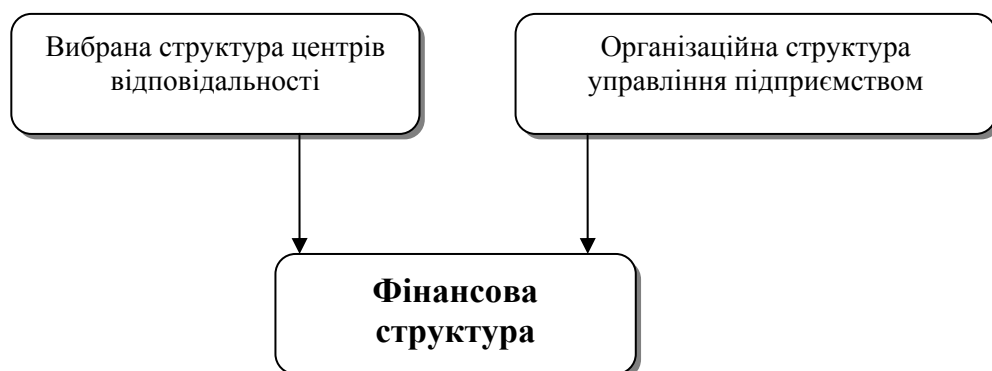 Вибрана структура центрів
відповідальності
Організаційна структура
управління підприємством
Фінансова
структура